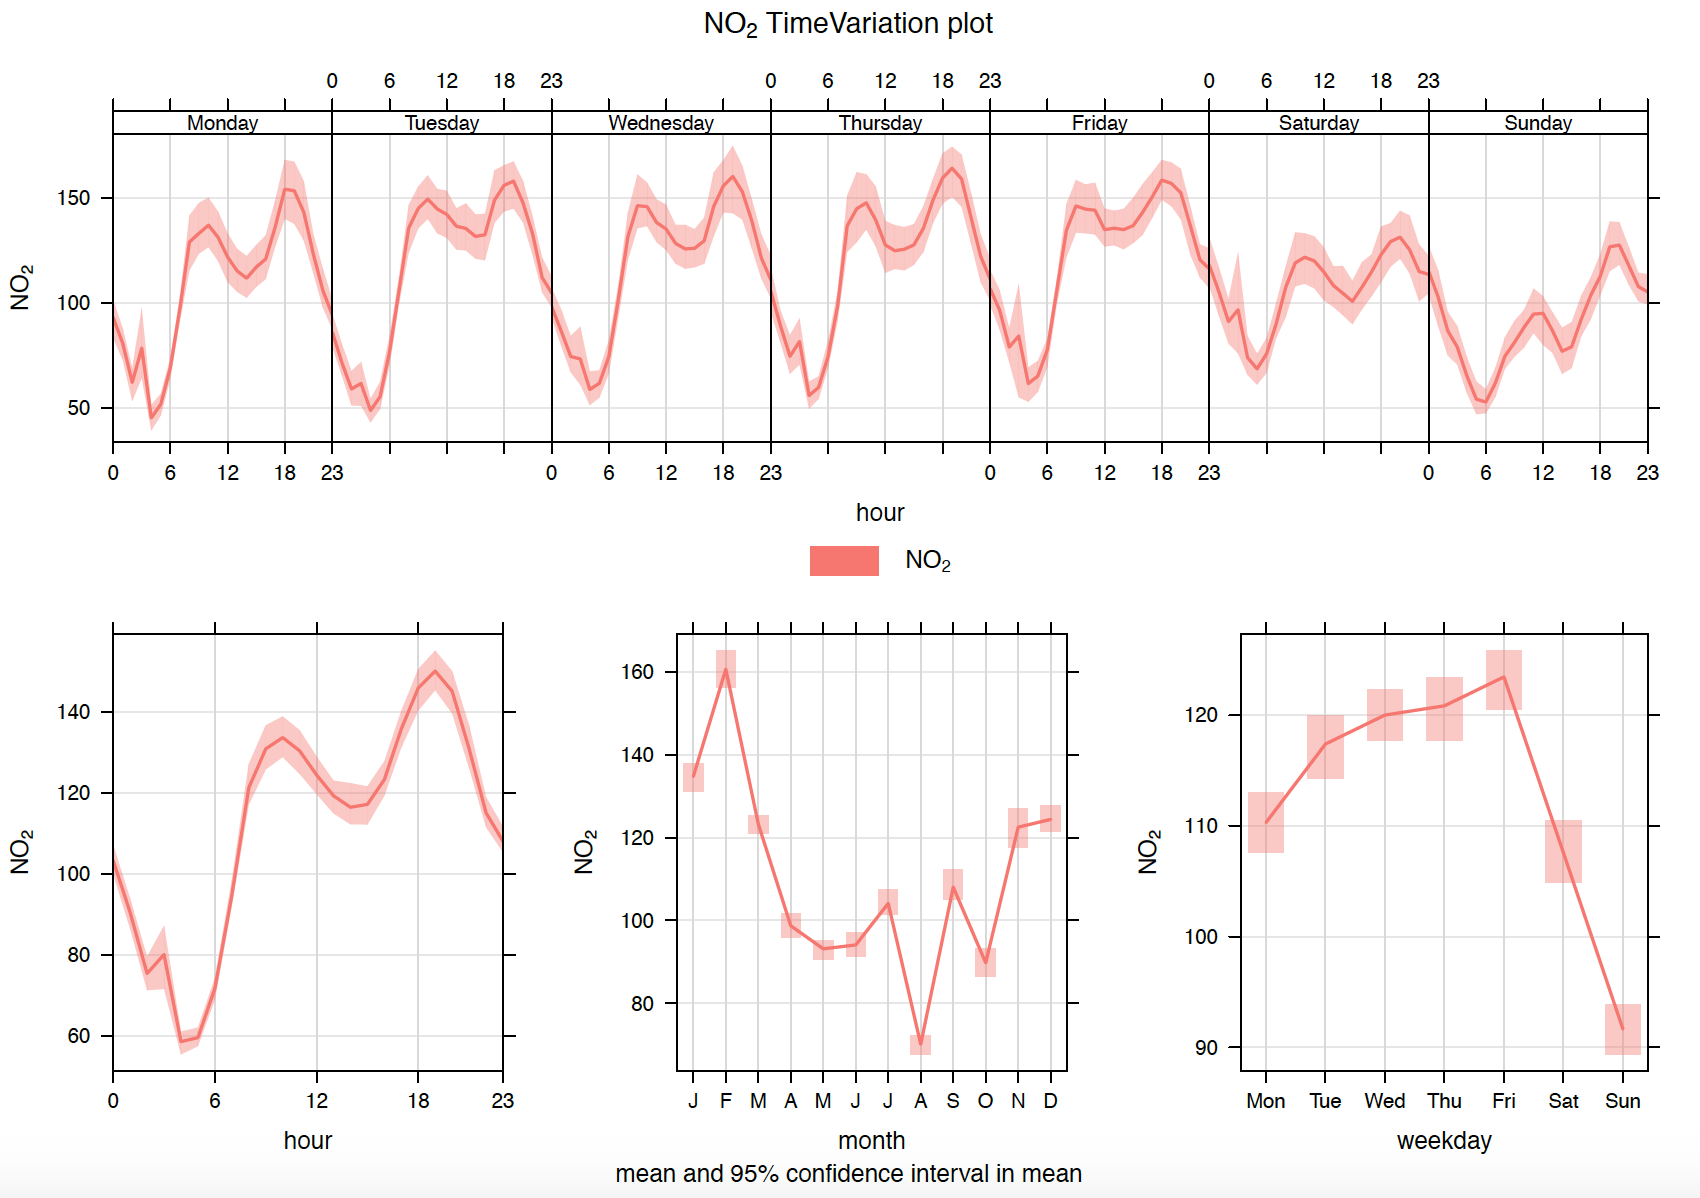 NO2 TimeVariation plot
0 6 12 18 23 0 6 12 18 23 0 6 12 18 23
Monday Tuesday Wednesday Thursday Friday Saturday Sunday
150
100
50
NO2
0 6 12 18 23 0 6 12 18 23 0 6 12 18 23 0 6 12 18 23
hour
NO2
140
120
100
80
60
NO2
0 6 12 18 23
hour
160
140
120
100
80
NO2
J F M A M J J A S O N D
month
120
110
100
90
NO2
Mon Tue Wed Thu Fri Sat Sun
weekday
mean and 95% confidence interval in mean